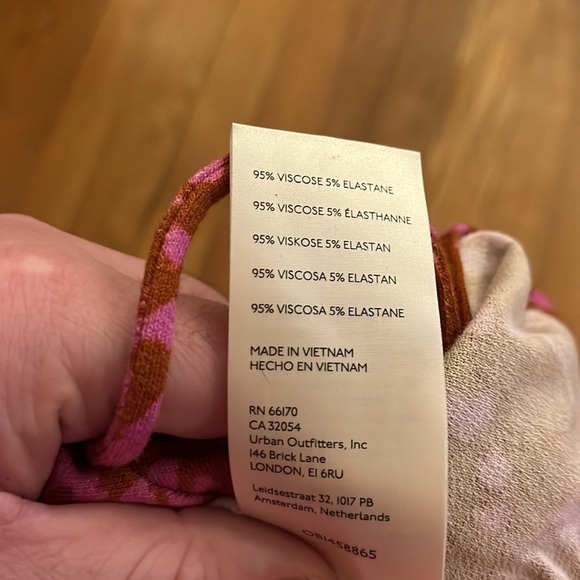 95% VISCOSE 5% ELASTANE
95% VISCOSE 5% ÉLASTHANNE
95% VISKOSE 5% ELASTAN
95% VISCOSA 5% ELASTAN
95% VISCOSA 5% ELASTANE
MADE IN VIETNAM
HECHO EN VIETNAM
RN 66170
CA 32054
Urban Outfitters, Inc
146 Brick Lane
LONDON, E1 6RU
Leidsestraat 32, 1017 PB
Amsterdam, Netherlands